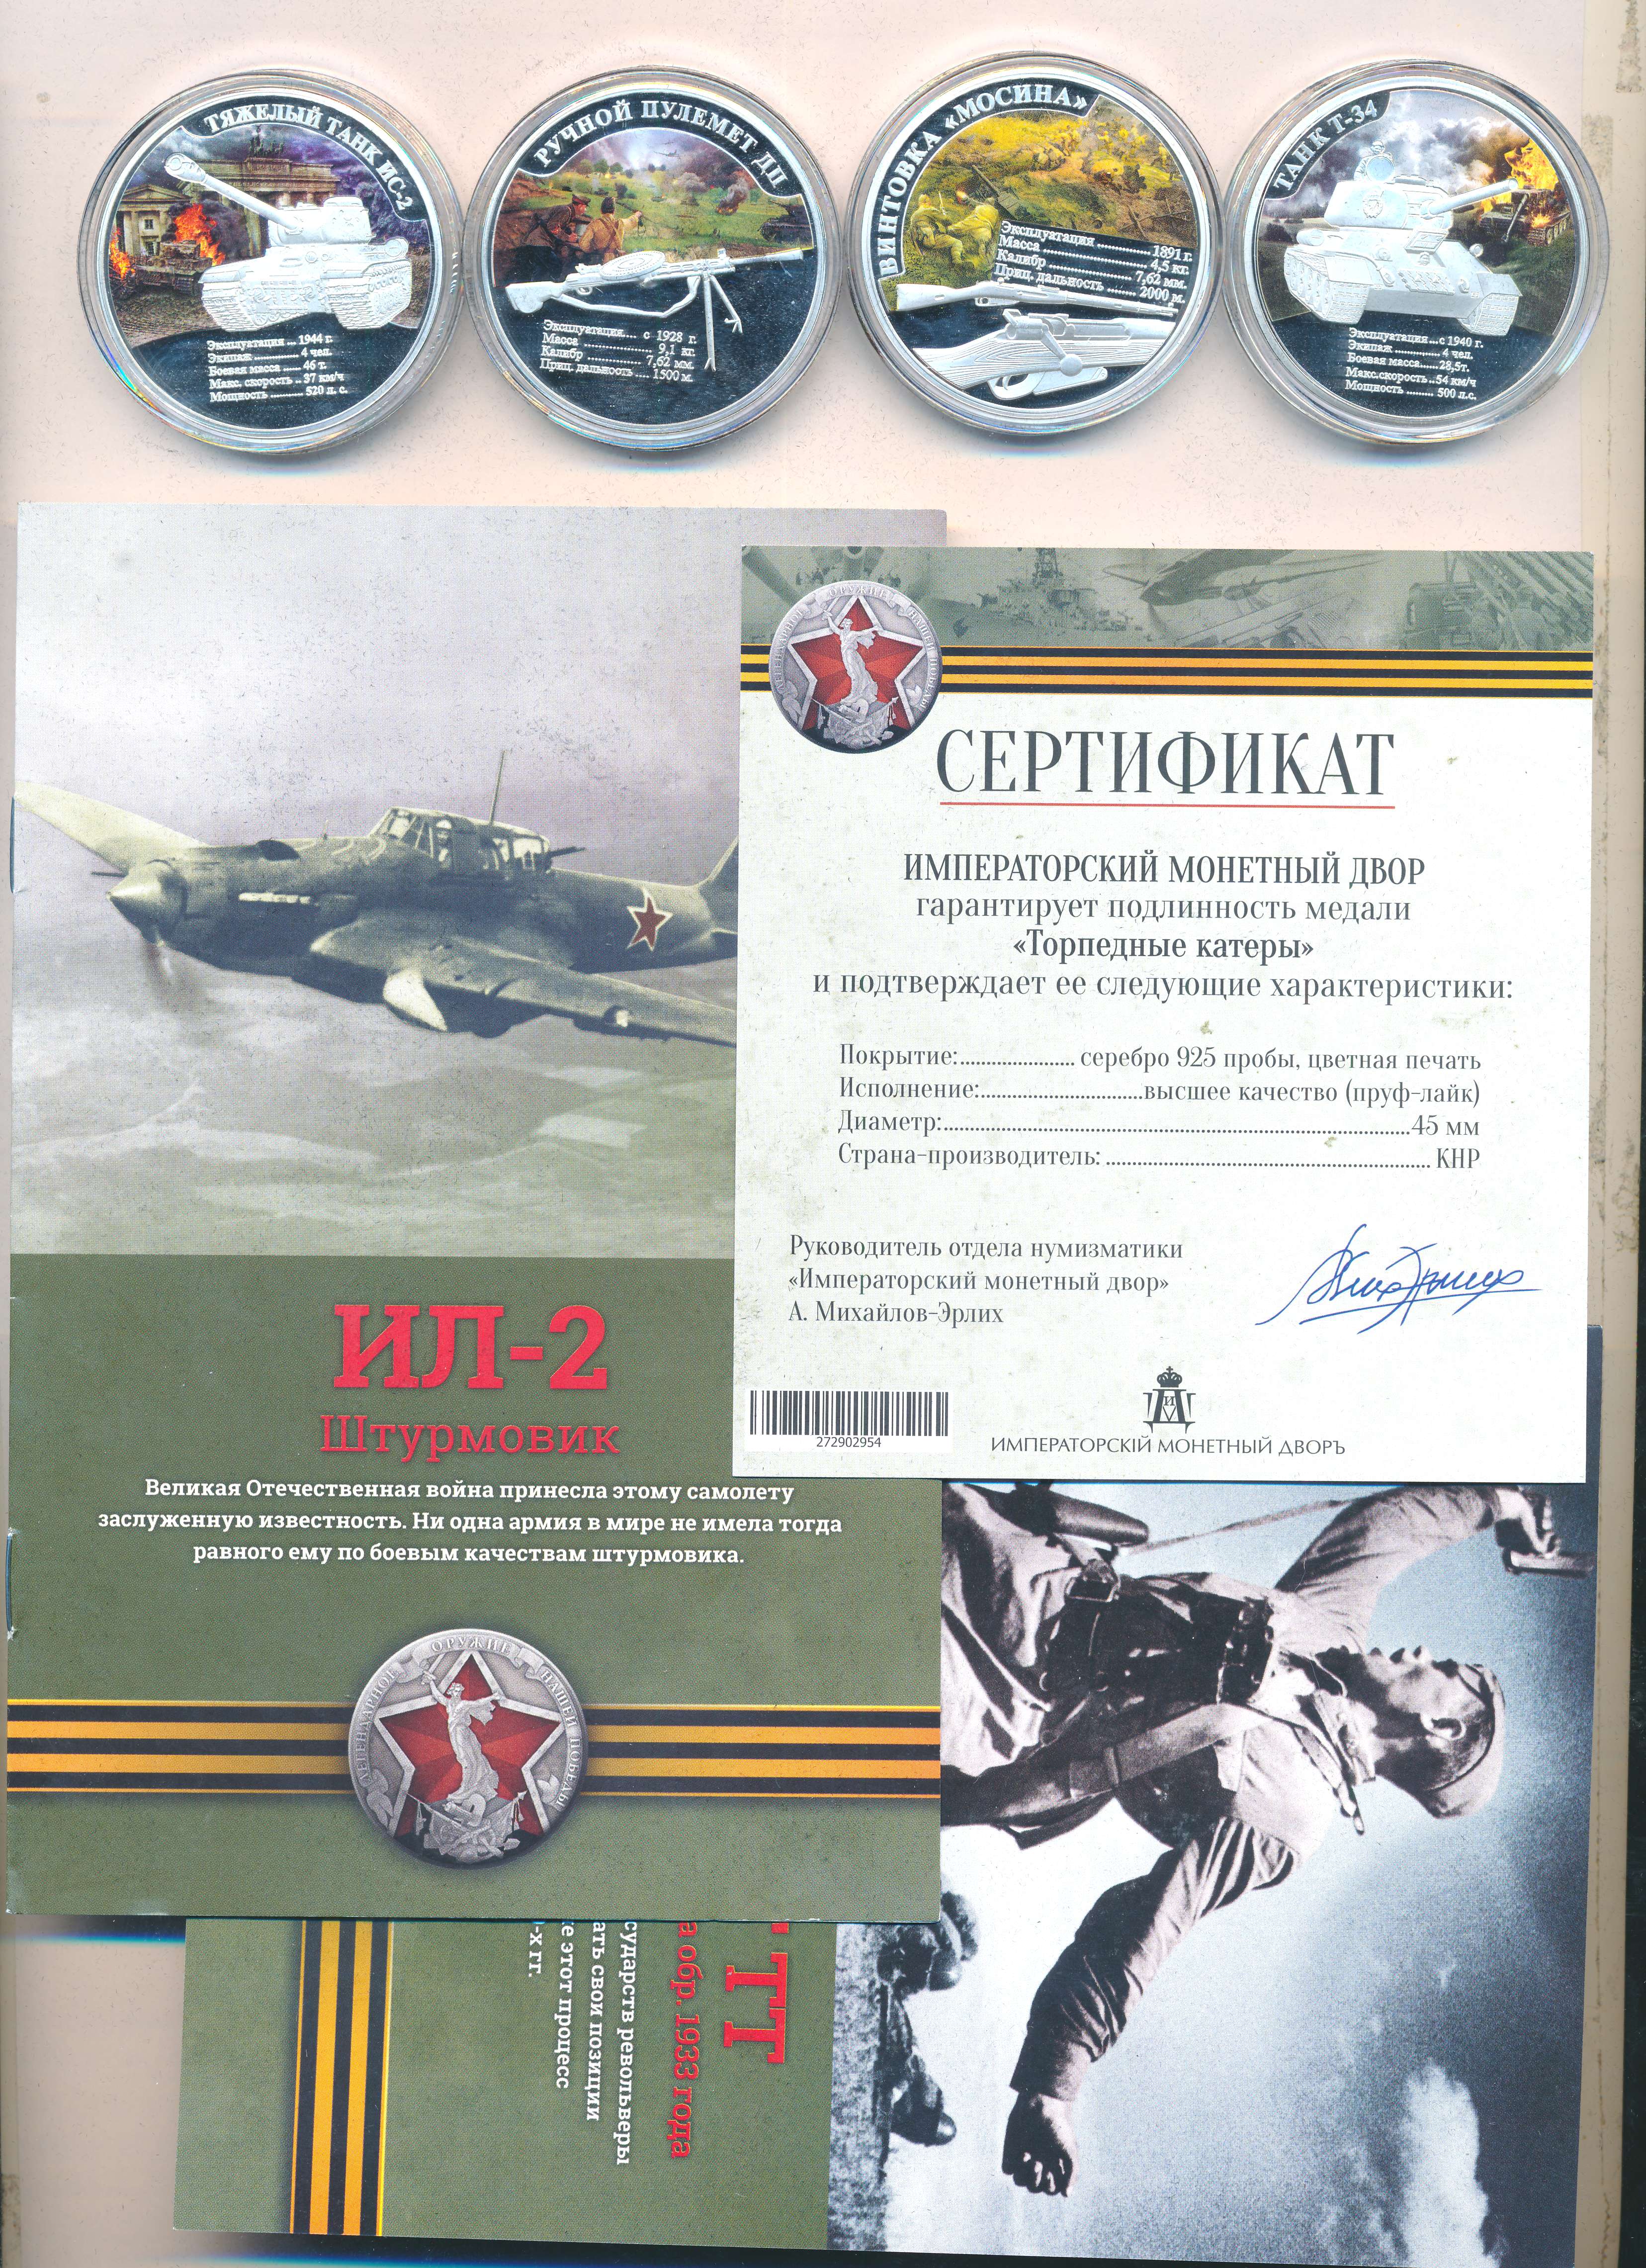 ТЯЖЕЛЫЙ ТАНК ИС-2
Эксплуатация ... 1944 г.
Экипаж ............ 4 чел.
Боевая масса ...... 46 т.
Макс. скорость .. 37 км/ч
Мощность .......... 520 л. с.
РУЧНОЙ ПУЛЕМЕТ ДП
Эксплуатация.... с 1928 г.
Масса ...................... 9,1 кг.
Калибр ............... 7,62 мм.
Приц. дальность .... 1500 м.
ВИНТОВКА «МОСИНА»
Эксплуатация .............. 1891 г.
Масса ............................ 4,5 кг.
Калибр ....................... 7,62 мм.
Приц. дальность ........ 2000 м.
ТАНК Т-34
Эксплуатация...с 1940 г.
Экипаж .............. 4 чел.
Боевая масса......28,5т.
Макс.скорость..54 км/ч
Мощность ......... 500 л.с.
ЛЕГЕНДАРНОЕ ОРУЖИЕ НАШЕЙ ПОБЕДЫ
СЕРТИФИКАТ
ИМПЕРАТОРСКИЙ МОНЕТНЫЙ ДВОР
гарантирует подлинность медали
«Торпедные катеры»
и подтверждает ее следующие характеристики:
Покрытие:...................... серебро 925 пробы, цветная печать
Исполнение:...............................высшее качество (пруф-лайк)
Диаметр:..........................................................................................45 мм
Страна-производитель: .............................................................. КНР
Руководитель отдела нумизматики
«Императорский монетный двор»
А. Михайлов-Эрлих
272902954
ИМПЕРАТОРСКIЙ МОНЕТНЫЙ ДВОРЪ
ИЛ-2
Штурмовик
Великая Отечественная война принесла этому самолету
заслуженную известность. Ни одна армия в мире не имела тогда
равного ему по боевым качествам штурмовика.
ЛЕГЕНДАРНОЕ ОРУЖИЕ НАШЕЙ ПОБЕДЫ
ТТ
а обр. 1933 года
сударств револьверы
ать свои позиции
е этот процесс
-х гг.